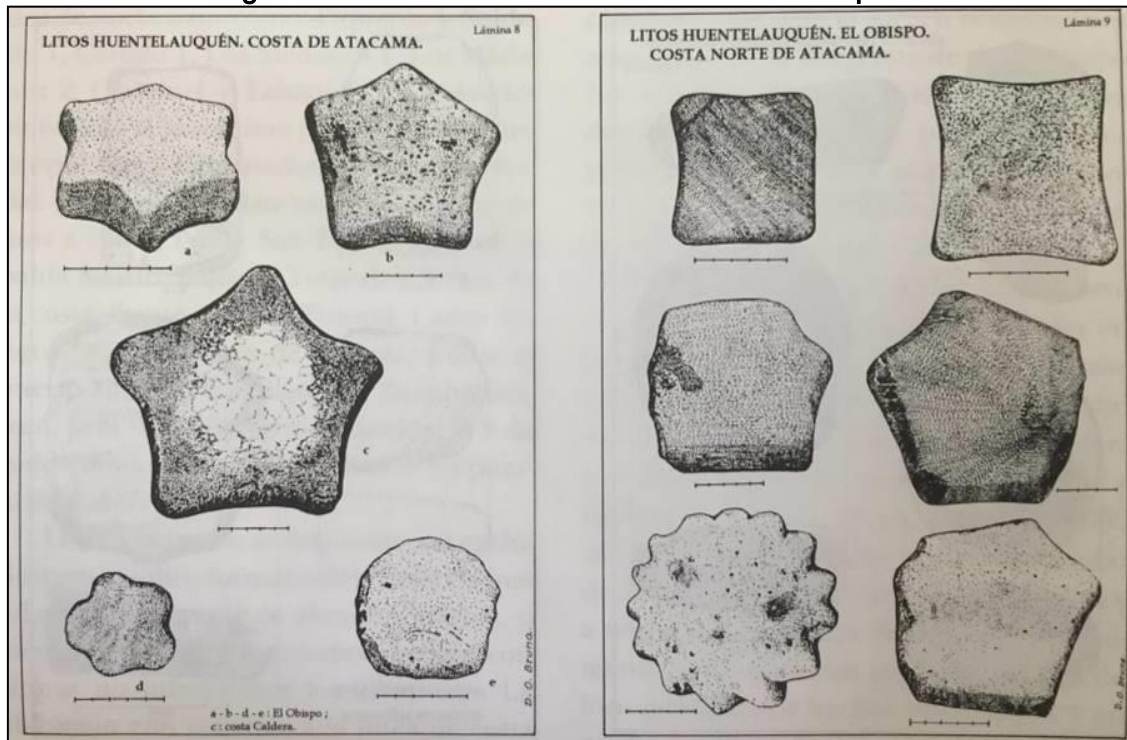 Lámina 8
LITOS HUENTELAUQUÉN. COSTA DE ATACAMA.
a
b
c
d
e
D. O. Bruna.
a - b - d - e : El Obispo ;
c : costa Caldera.
Lámina 9
LITOS HUENTELAUQUÉN. EL OBISPO.
COSTA NORTE DE ATACAMA.
D. O. Bruna